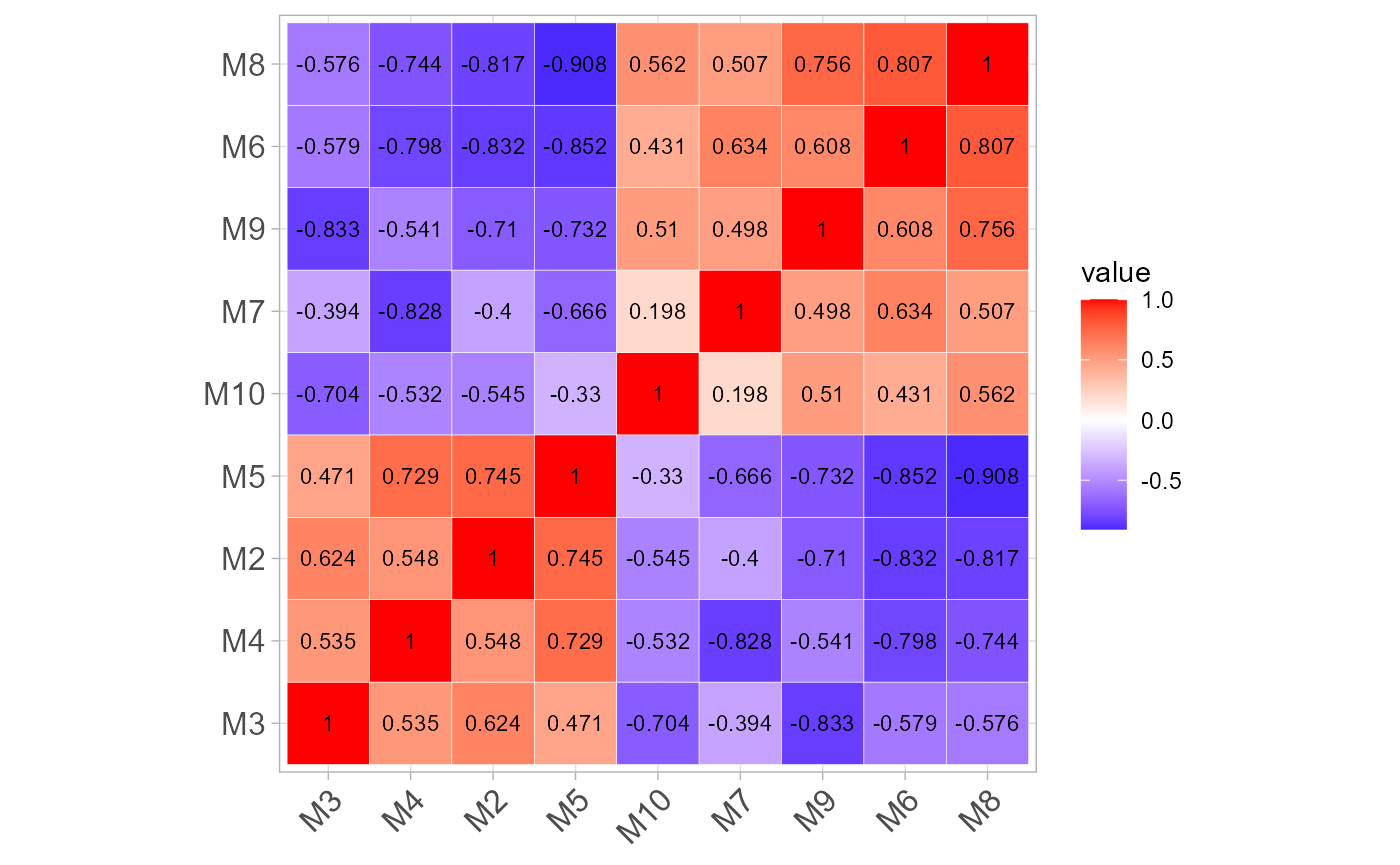 M8 -0.576 -0.744 -0.817 -0.908 0.562 0.507 0.756 0.807 1
M6 -0.579 -0.798 -0.832 -0.852 0.431 0.634 0.608 1 0.807
M9 -0.833 -0.541 -0.71 -0.732 0.51 0.498 1 0.608 0.756
M7 -0.394 -0.828 -0.4 -0.666 0.198 1 0.498 0.634 0.507
M10 -0.704 -0.532 -0.545 -0.33 1 0.198 0.51 0.431 0.562
M5 0.471 0.729 0.745 1 -0.33 -0.666 -0.732 -0.852 -0.908
M2 0.624 0.548 1 0.745 -0.545 -0.4 -0.71 -0.832 -0.817
M4 0.535 1 0.548 0.729 -0.532 -0.828 -0.541 -0.798 -0.744
M3 1 0.535 0.624 0.471 -0.704 -0.394 -0.833 -0.579 -0.576
M3 M4 M2 M5 M10 M7 M9 M6 M8
value
1.0
0.5
0.0
-0.5